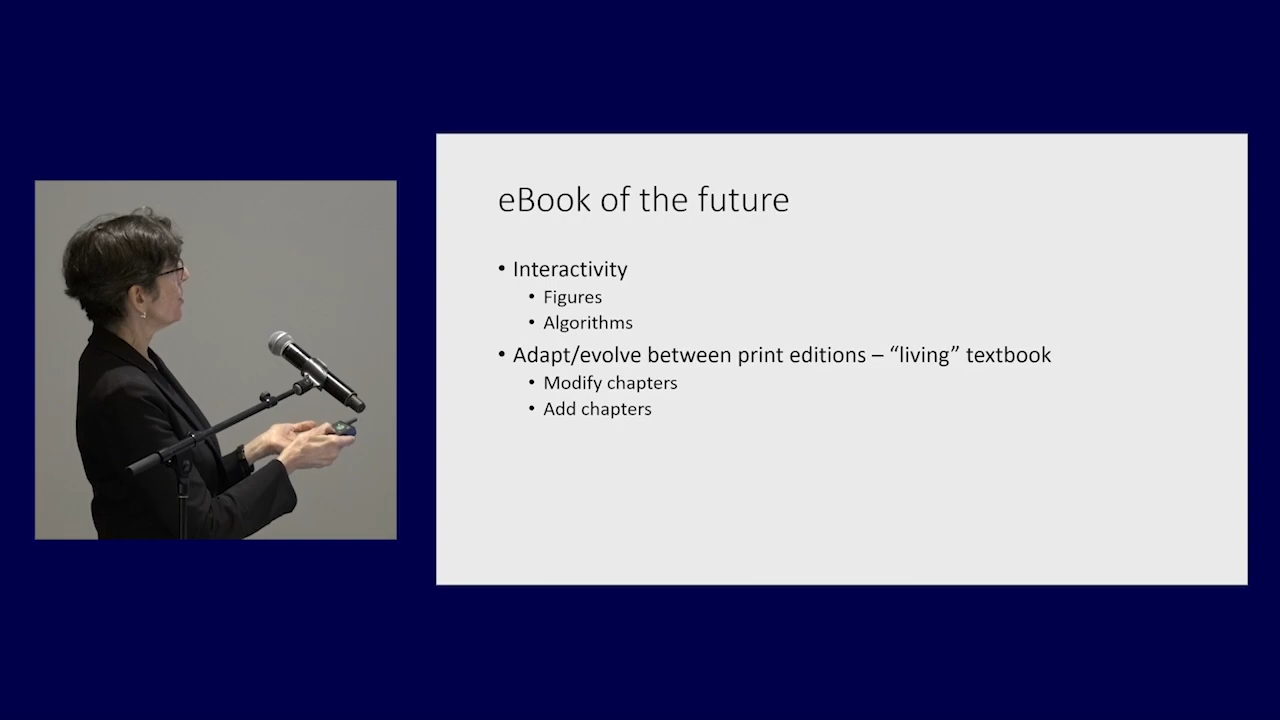 eBook of the future
• Interactivity
• Figures
• Algorithms
• Adapt/evolve between print editions – “living” textbook
• Modify chapters
• Add chapters